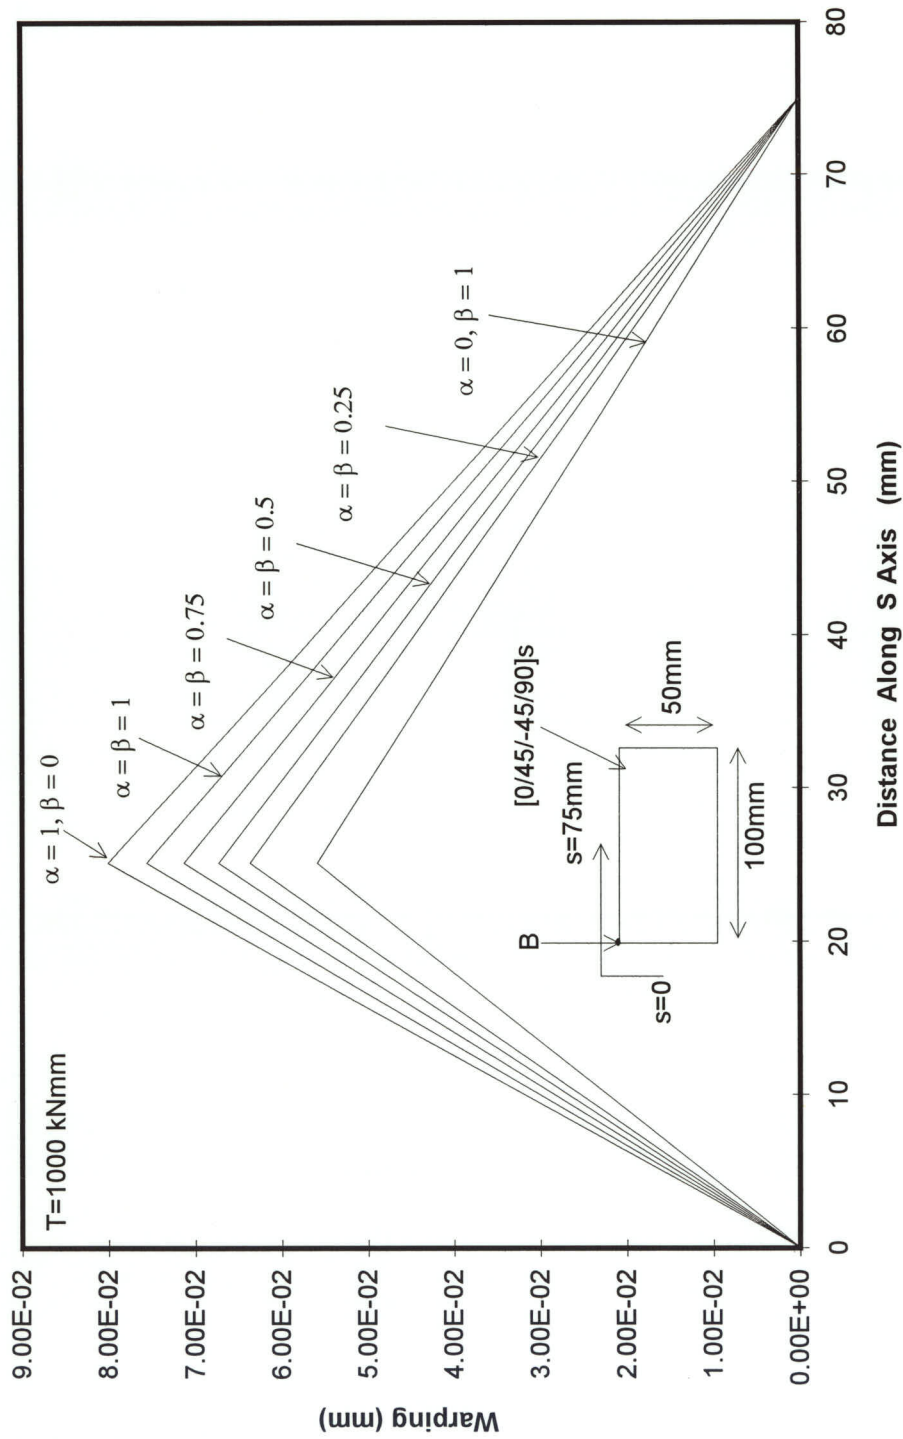 T=1000 kNmm
α = 1, β = 0
α = β = 1
α = β = 0.75
α = β = 0.5
α = β = 0.25
α = 0, β = 1
9.00E-02
8.00E-02
7.00E-02
6.00E-02
5.00E-02
4.00E-02
3.00E-02
2.00E-02
1.00E-02
0.00E+00
Warping (mm)
B
s=0
s=75mm
[0/45/-45/90]s
50mm
100mm
0 10 20 30 40 50 60 70 80
Distance Along S Axis (mm)